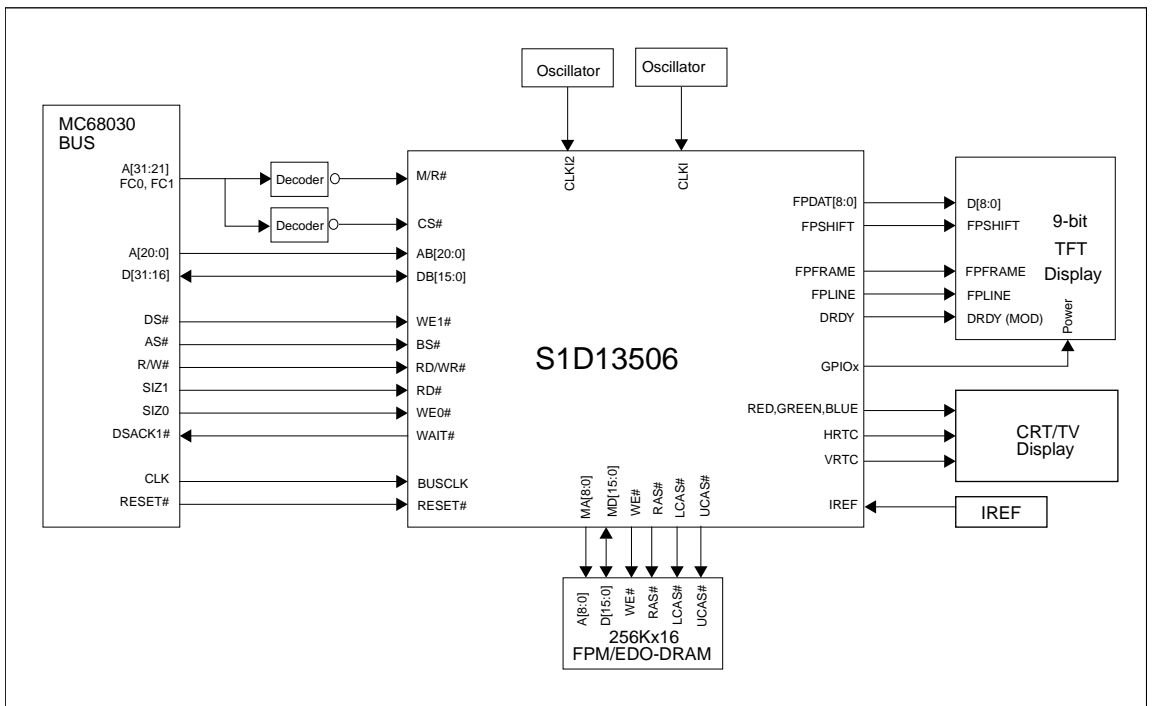 Oscillator
Oscillator
MC68030
BUS
A[31:21]
FC0, FC1
A[20:0]
D[31:16]
DS#
AS#
R/W#
SIZ1
SIZ0
DSACK1#
CLK
RESET#
Decoder
Decoder
CLKI2
CLKI
M/R#
CS#
AB[20:0]
DB[15:0]
WE1#
BS#
RD/WR#
RD#
WE0#
WAIT#
BUSCLK
RESET#
S1D13506
FPDAT[8:0]
FPSHIFT
FPFRAME
FPLINE
DRDY
GPIOx
RED,GREEN,BLUE
HRTC
VRTC
IREF
MA[8:0]
MD[15:0]
WE#
RAS#
LCAS#
UCAS#
D[8:0]
FPSHIFT
FPFRAME
FPLINE
DRDY (MOD)
9-bit
TFT
Display
Power
CRT/TV
Display
IREF
A[8:0]
D[15:0]
WE#
RAS#
LCAS#
UCAS#
256Kx16
FPM/EDO-DRAM